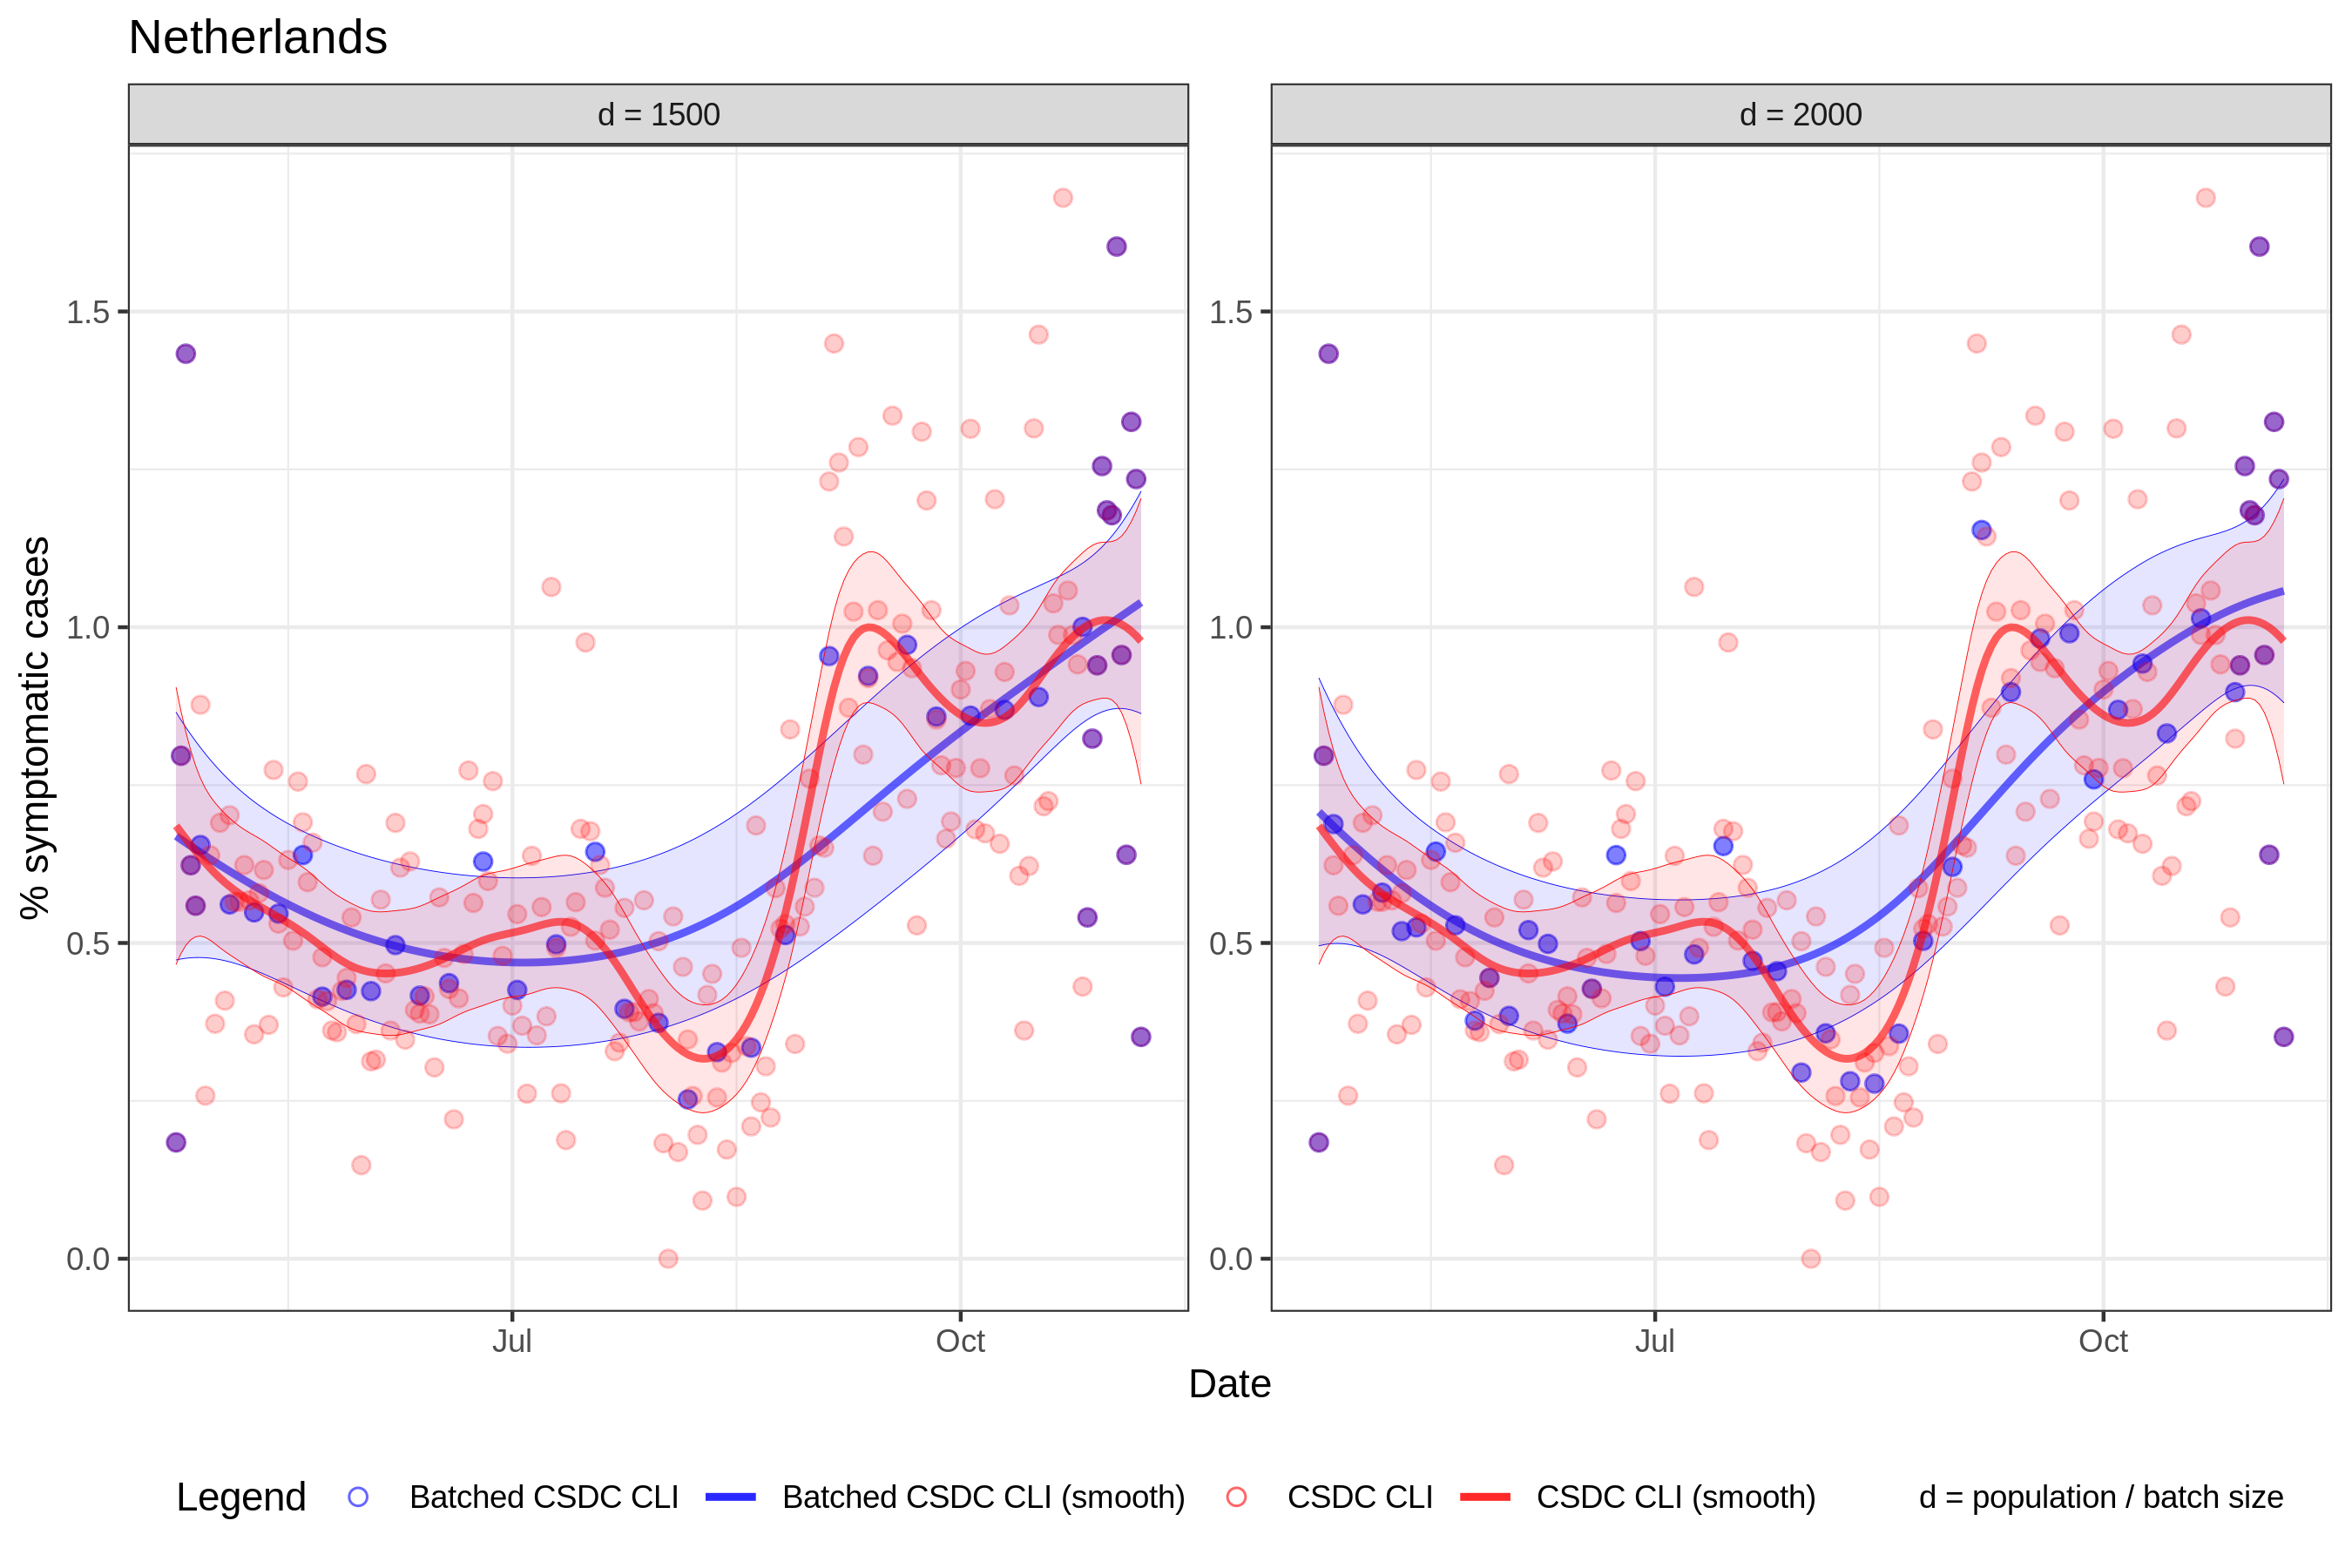 Netherlands
d = 1500
d = 2000
% symptomatic cases
1.5
1.0
0.5
0.0
1.5
1.0
0.5
0.0
Jul
Oct
Jul
Oct
Date
Legend
Batched CSDC CLI
Batched CSDC CLI (smooth)
CSDC CLI
CSDC CLI (smooth)
d = population / batch size